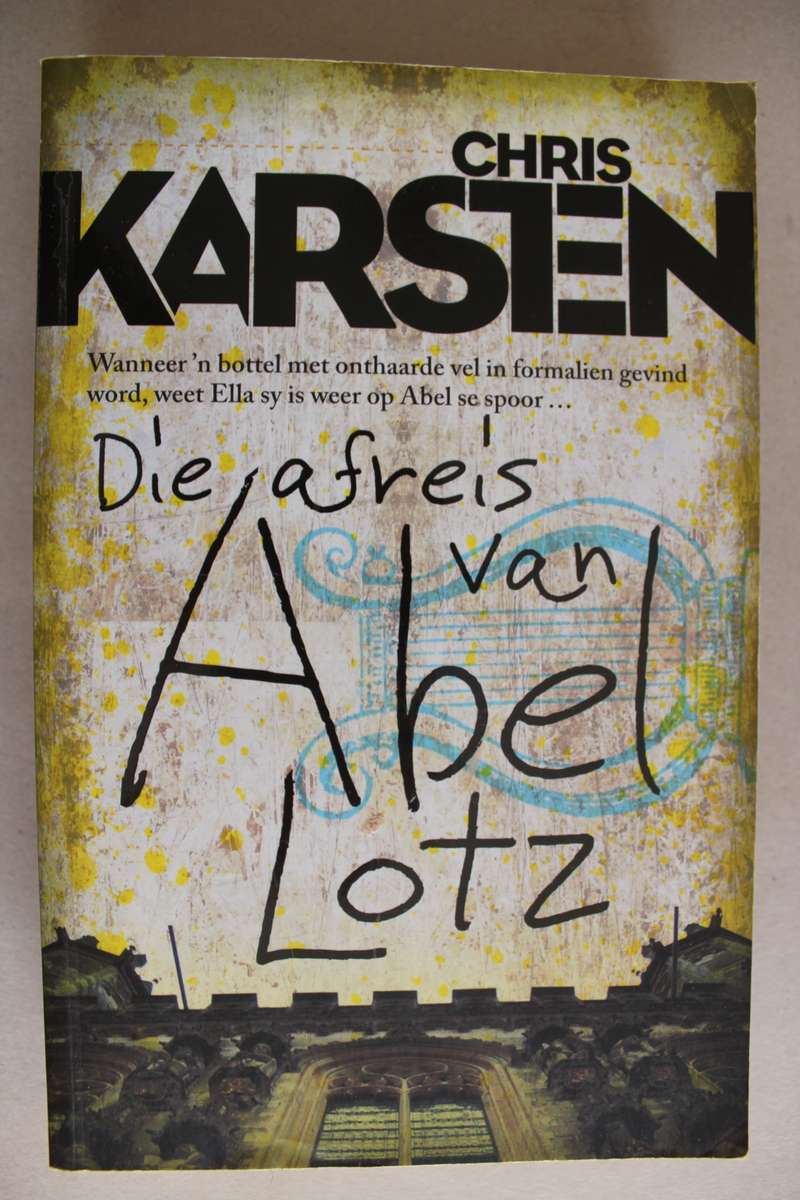 CHRIS
KARSTEN
Wanneer 'n bottel met onthaarde vel in formalien gevind
word, weet Ella sy is weer op Abel se spoor ...
Die afreis
van
Abel
Lotz